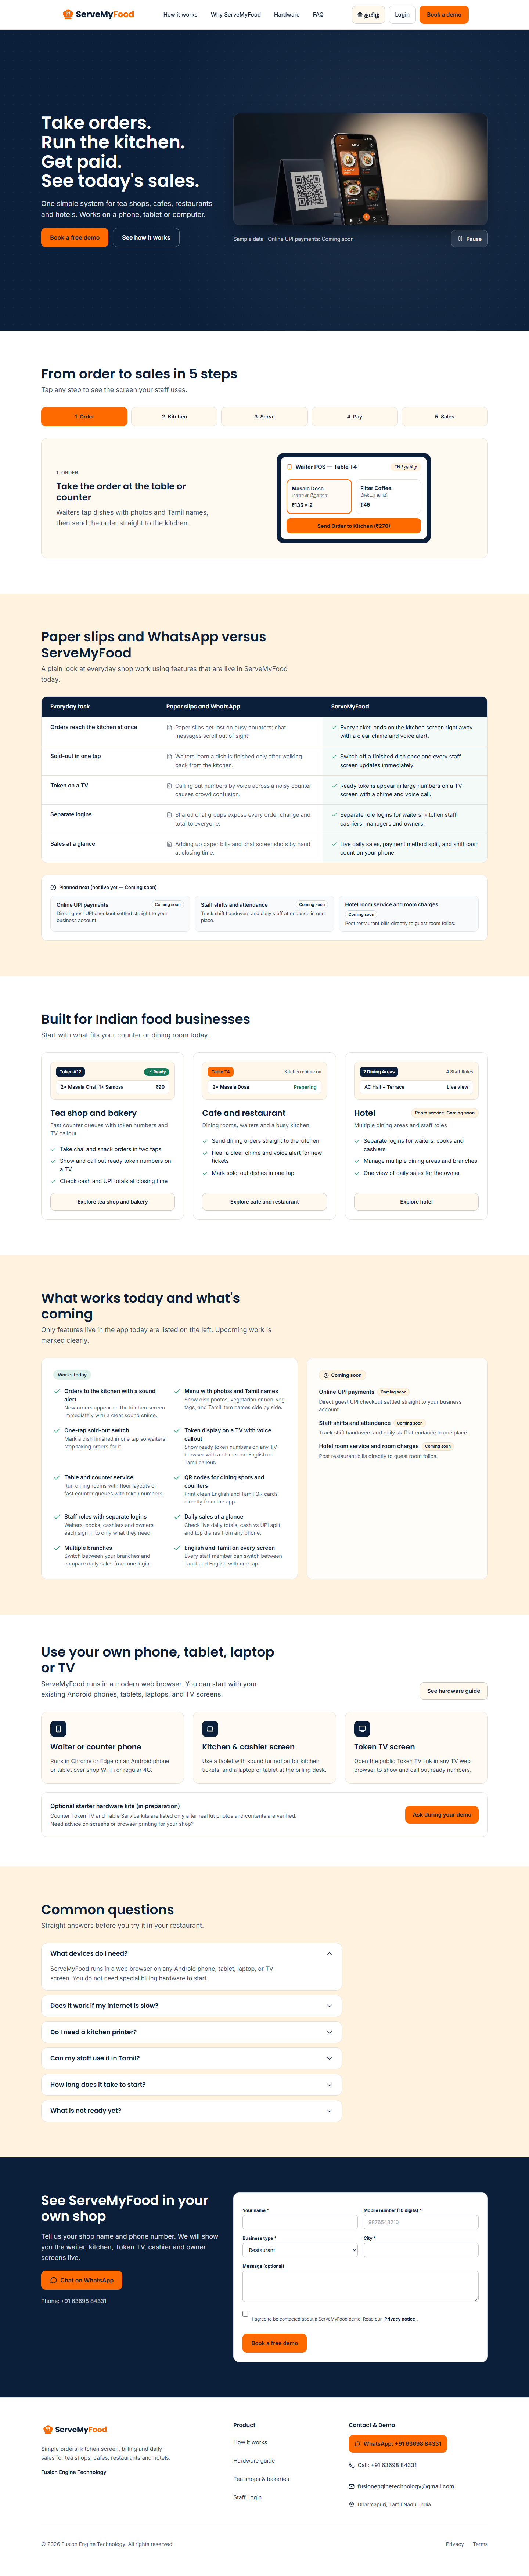 ServeMyFood
How it works
Why ServeMyFood
Hardware
FAQ
தமிழ்
Login
Book a demo
Take orders.
Run the kitchen.
Get paid.
See today's sales.
One simple system for tea shops, cafes, restaurants
and hotels. Works on a phone, tablet or computer.
Book a free demo
See how it works
Sample data · Online UPI payments: Coming soon
Pause
From order to sales in 5 steps
Tap any step to see the screen your staff uses.
1. Order
2. Kitchen
3. Serve
4. Pay
5. Sales
1. ORDER
Take the order at the table or
counter
Waiters tap dishes with photos and Tamil names,
then send the order straight to the kitchen.
Waiter POS — Table T4
EN / தமிழ்
Masala Dosa
மசாலா தோசை
₹135 × 2
Filter Coffee
பில்டர் காபி
₹45
Send Order to Kitchen (₹270)
Paper slips and WhatsApp versus
ServeMyFood
A plain look at everyday shop work using features that are live in ServeMyFood
today.
Everyday task
Paper slips and WhatsApp
ServeMyFood
Orders reach the kitchen at once
Paper slips get lost on busy counters; chat
messages scroll out of sight.
Every ticket lands on the kitchen screen right away
with a clear chime and voice alert.
Sold-out in one tap
Waiters learn a dish is finished only after walking
back from the kitchen.
Switch off a finished dish once and every staff
screen updates immediately.
Token on a TV
Calling out numbers by voice across a noisy counter
causes crowd confusion.
Ready tokens appear in large numbers on a TV
screen with a chime and voice call.
Separate logins
Shared chat groups expose every order change and
total to everyone.
Separate role logins for waiters, kitchen staff,
cashiers, managers and owners.
Sales at a glance
Adding up paper bills and chat screenshots by hand
at closing time.
Live daily sales, payment method split, and shift cash
count on your phone.
Planned next (not live yet — Coming soon)
Online UPI payments
Coming soon
Direct guest UPI checkout settled straight to your
business account.
Staff shifts and attendance
Coming soon
Track shift handovers and daily staff attendance in one
place.
Hotel room service and room charges
Coming soon
Post restaurant bills directly to guest room folios.
Built for Indian food businesses
Start with what fits your counter or dining room today.
Token #12
Ready
2× Masala Chai, 1× Samosa
₹90
Tea shop and bakery
Fast counter queues with token numbers and
TV callout
Take chai and snack orders in two taps
Show and call out ready token numbers on
a TV
Check cash and UPI totals at closing time
Explore tea shop and bakery
Table T4
Kitchen chime on
2× Masala Dosa
Preparing
Cafe and restaurant
Dining rooms, waiters and a busy kitchen
Send dining orders straight to the kitchen
Hear a clear chime and voice alert for new
tickets
Mark sold-out dishes in one tap
Explore cafe and restaurant
2 Dining Areas
4 Staff Roles
AC Hall + Terrace
Live view
Hotel
Room service: Coming soon
Multiple dining areas and staff roles
Separate logins for waiters, cooks and
cashiers
Manage multiple dining areas and branches
One view of daily sales for the owner
Explore hotel
What works today and what's
coming
Only features live in the app today are listed on the left. Upcoming work is
marked clearly.
Works today
Orders to the kitchen with a sound
alert
New orders appear on the kitchen screen
immediately with a clear sound chime.
Menu with photos and Tamil names
Show dish photos, vegetarian or non-veg
tags, and Tamil item names side by side.
One-tap sold-out switch
Mark a dish finished in one tap so waiters
stop taking orders for it.
Token display on a TV with voice
callout
Show ready token numbers on any TV
browser with a chime and English or
Tamil callout.
Table and counter service
Run dining rooms with floor layouts or
fast counter queues with token numbers.
QR codes for dining spots and
counters
Print clean English and Tamil QR cards
directly from the app.
Staff roles with separate logins
Waiters, cooks, cashiers and owners
each sign in to only what they need.
Daily sales at a glance
Check live daily totals, cash vs UPI split,
and top dishes from any phone.
Multiple branches
Switch between your branches and
compare daily sales from one login.
English and Tamil on every screen
Every staff member can switch between
Tamil and English with one tap.
Coming soon
Online UPI payments
Coming soon
Direct guest UPI checkout settled straight to your business
account.
Staff shifts and attendance
Coming soon
Track shift handovers and daily staff attendance in one place.
Hotel room service and room charges
Coming soon
Post restaurant bills directly to guest room folios.
Use your own phone, tablet, laptop
or TV
ServeMyFood runs in a modern web browser. You can start with your
existing Android phones, tablets, laptops, and TV screens.
See hardware guide
Waiter or counter phone
Runs in Chrome or Edge on an Android phone
or tablet over shop Wi-Fi or regular 4G.
Kitchen & cashier screen
Use a tablet with sound turned on for kitchen
tickets, and a laptop or tablet at the billing desk.
Token TV screen
Open the public Token TV link in any TV web
browser to show and call out ready numbers.
Optional starter hardware kits (in preparation)
Counter Token TV and Table Service kits are listed only after real kit photos and contents are verified.
Need advice on screens or browser printing for your shop?
Ask during your demo
Common questions
Straight answers before you try it in your restaurant.
What devices do I need?
ServeMyFood runs in a web browser on any Android phone, tablet, laptop, or TV
screen. You do not need special billing hardware to start.
Does it work if my internet is slow?
Do I need a kitchen printer?
Can my staff use it in Tamil?
How long does it take to start?
What is not ready yet?
See ServeMyFood in your
own shop
Tell us your shop name and phone number. We will show
you the waiter, kitchen, Token TV, cashier and owner
screens live.
Chat on WhatsApp
Phone: +91 63698 84331
Your name *
Mobile number (10 digits) *
9876543210
Business type *
Restaurant
City *
Message (optional)
I agree to be contacted about a ServeMyFood demo. Read our Privacy notice
Book a free demo
ServeMyFood
Simple orders, kitchen screen, billing and daily
sales for tea shops, cafes, restaurants and hotels.
Fusion Engine Technology
Product
How it works
Hardware guide
Tea shops & bakeries
Staff Login
Contact & Demo
WhatsApp: +91 63698 84331
Call: +91 63698 84331
fusionenginetechnology@gmail.com
Dharmapuri, Tamil Nadu, India
© 2026 Fusion Engine Technology. All rights reserved.
Privacy
Terms